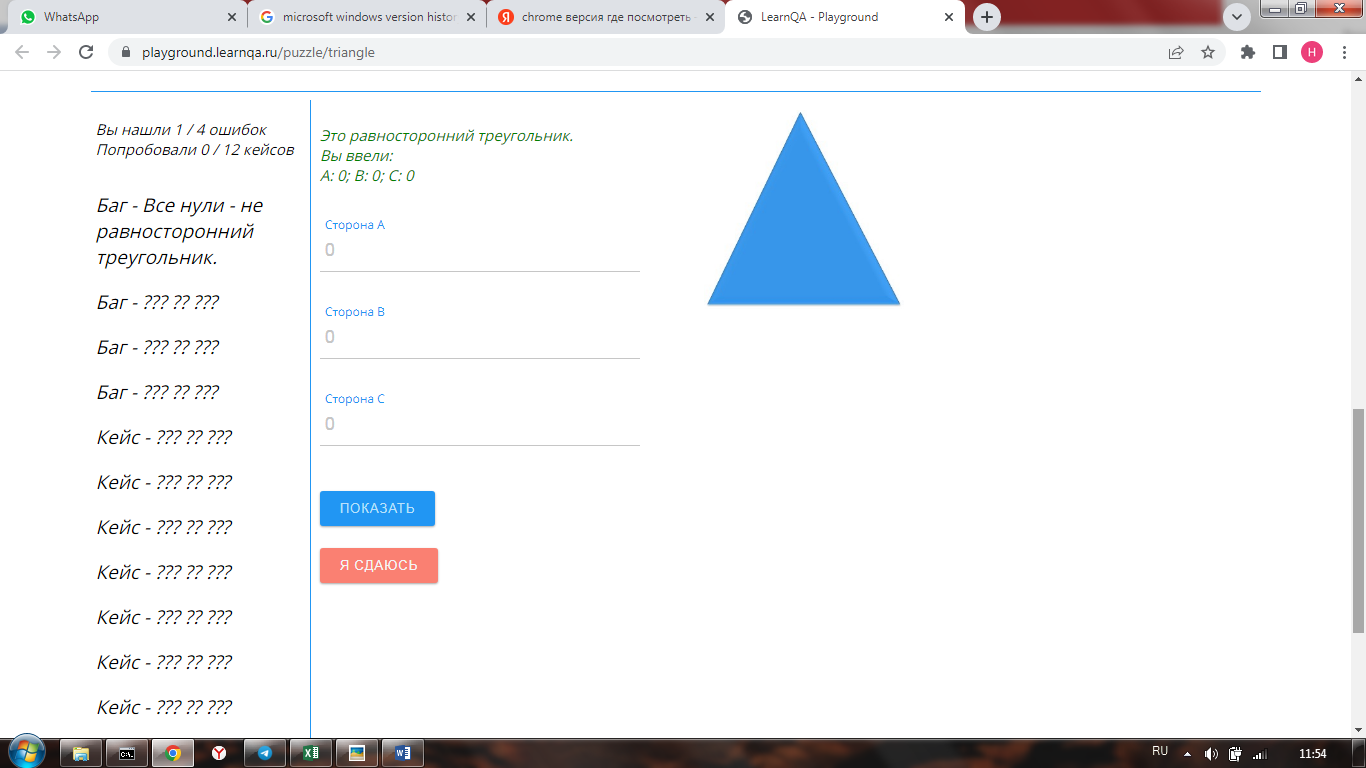 WhatsApp
microsoft windows version histor
chrome версия где посмотреть -
LearnQA - Playground
playground.learnqa.ru/puzzle/triangle
Н
Вы нашли 1 / 4 ошибок
Попробовали 0 / 12 кейсов
Баг - Все нули - не
равносторонний
треугольник.
Баг - ??? ?? ???
Баг - ??? ?? ???
Баг - ??? ?? ???
Кейс - ??? ?? ???
Кейс - ??? ?? ???
Кейс - ??? ?? ???
Кейс - ??? ?? ???
Кейс - ??? ?? ???
Кейс - ??? ?? ???
Кейс - ??? ?? ???
Это равносторонний треугольник.
Вы ввели:
A: 0; B: 0; C: 0
Сторона A
0
Сторона B
0
Сторона C
0
ПОКАЗАТЬ
Я СДАЮСЬ
RU
11:54